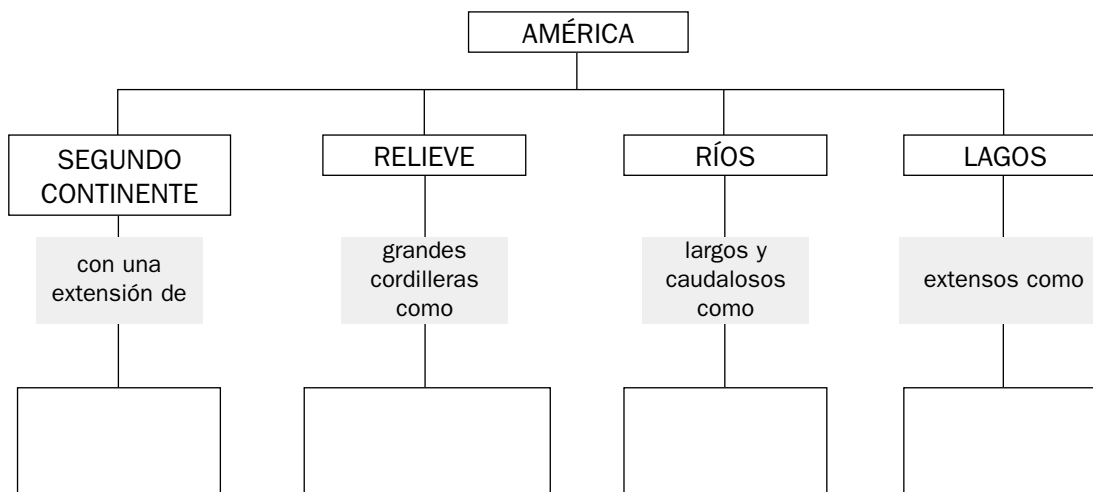 AMÉRICA
SEGUNDO
CONTINENTE
RELIEVE
RÍOS
LAGOS
con una
extensión de
grandes
cordilleras
como
largos y
caudalosos
como
extensos como